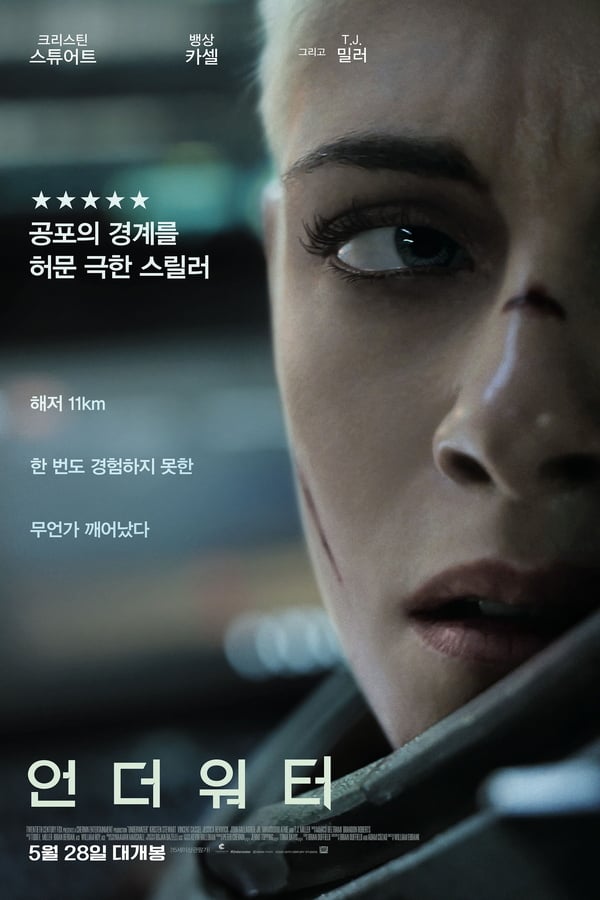 크리스틴
스튜어트
뱅상
카셀
그리고
T.J.
밀러
★★★★★
공포의 경계를
허문 극한 스릴러
해저 11km
한 번도 경험하지 못한
무언가 깨어났다
언더워터
5월 28일 대개봉